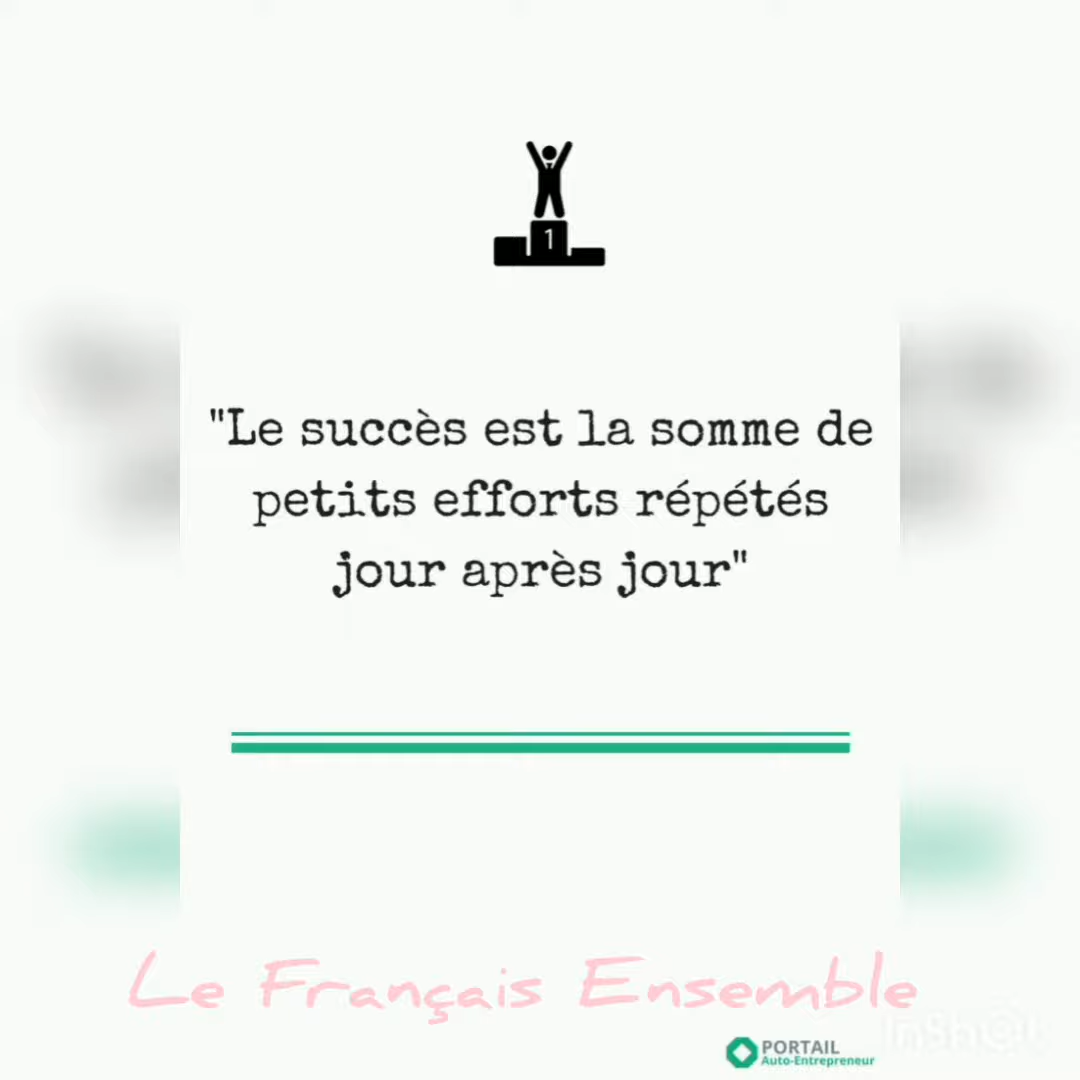 1
"Le succès est la somme de
petits efforts répétés
jour après jour"
Le Français Ensemble
InShOt
PORTAIL
Auto-Entrepreneur